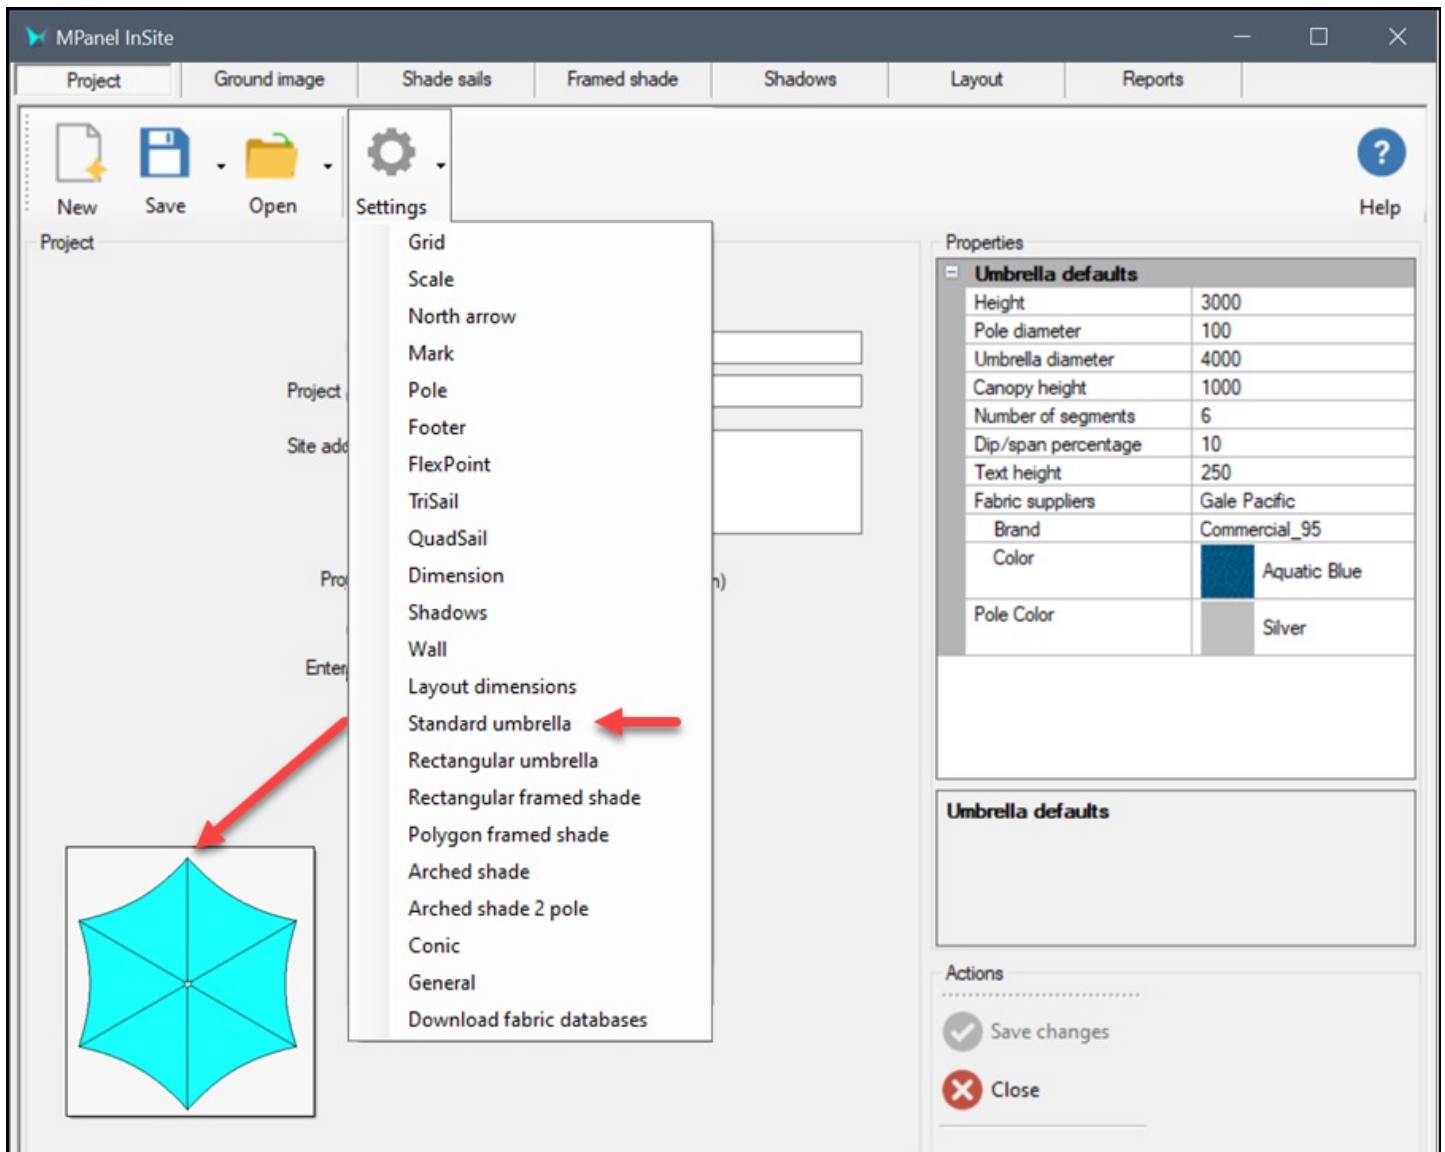 MPanel InSite
Project
Ground image
Shade sails
Framed shade
Shadows
Layout
Reports
New
Save
Open
Settings
Help
Project
Project
Site add
Enter
Grid
Scale
North arrow
Mark
Pole
Footer
FlexPoint
TriSail
QuadSail
Dimension
Shadows
Wall
Layout dimensions
Standard umbrella
Rectangular umbrella
Rectangular framed shade
Polygon framed shade
Arched shade
Arched shade 2 pole
Conic
General
Download fabric databases
Properties
Umbrella defaults
Height 3000
Pole diameter 100
Umbrella diameter 4000
Canopy height 1000
Number of segments 6
Dip/span percentage 10
Text height 250
Fabric suppliers Gale Pacific
Brand Commercial_95
Color Aquatic Blue
Pole Color Silver
Umbrella defaults
Actions
Save changes
Close